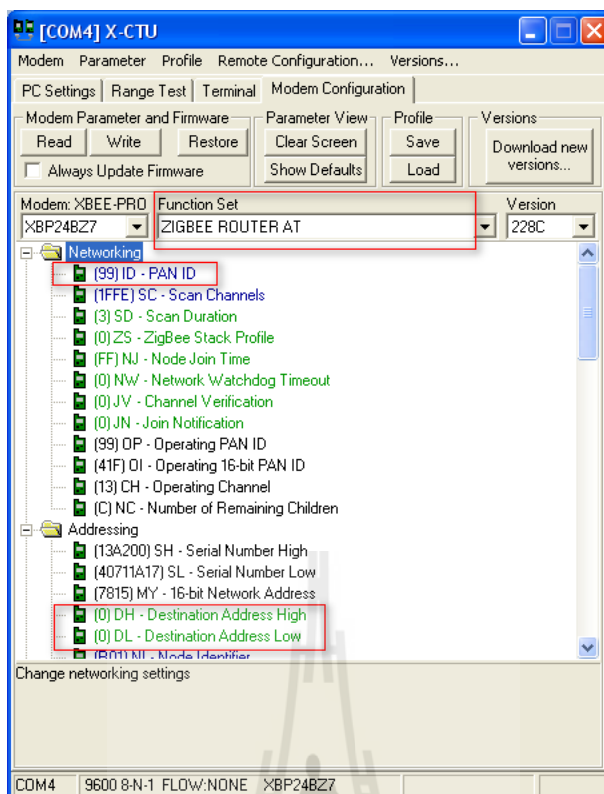 [COM4] X-CTU
Modem Parameter Profile Remote Configuration... Versions...
PC Settings Range Test Terminal Modem Configuration
Modem Parameter and Firmware Parameter View Profile Versions
Read Write Restore Clear Screen Save Download new versions...
Always Update Firmware Show Defaults Load
Modem: XBEE-PRO Function Set Version
XBP24BZ7 ZIGBEE ROUTER AT 228C
Networking
(99) ID - PAN ID
(1FFE) SC - Scan Channels
(3) SD - Scan Duration
(0) ZS - ZigBee Stack Profile
(FF) NJ - Node Join Time
(0) NW - Network Watchdog Timeout
(0) JV - Channel Verification
(0) JN - Join Notification
(99) OP - Operating PAN ID
(41F) OI - Operating 16-bit PAN ID
(13) CH - Operating Channel
(C) NC - Number of Remaining Children
Addressing
(13A200) SH - Serial Number High
(40711A17) SL - Serial Number Low
(7815) MY - 16-bit Network Address
(0) DH - Destination Address High
(0) DL - Destination Address Low
(R01) NI - Node Identifier
Change networking settings
COM4 9600 8-N-1 FLOW:NONE XBP24BZ7